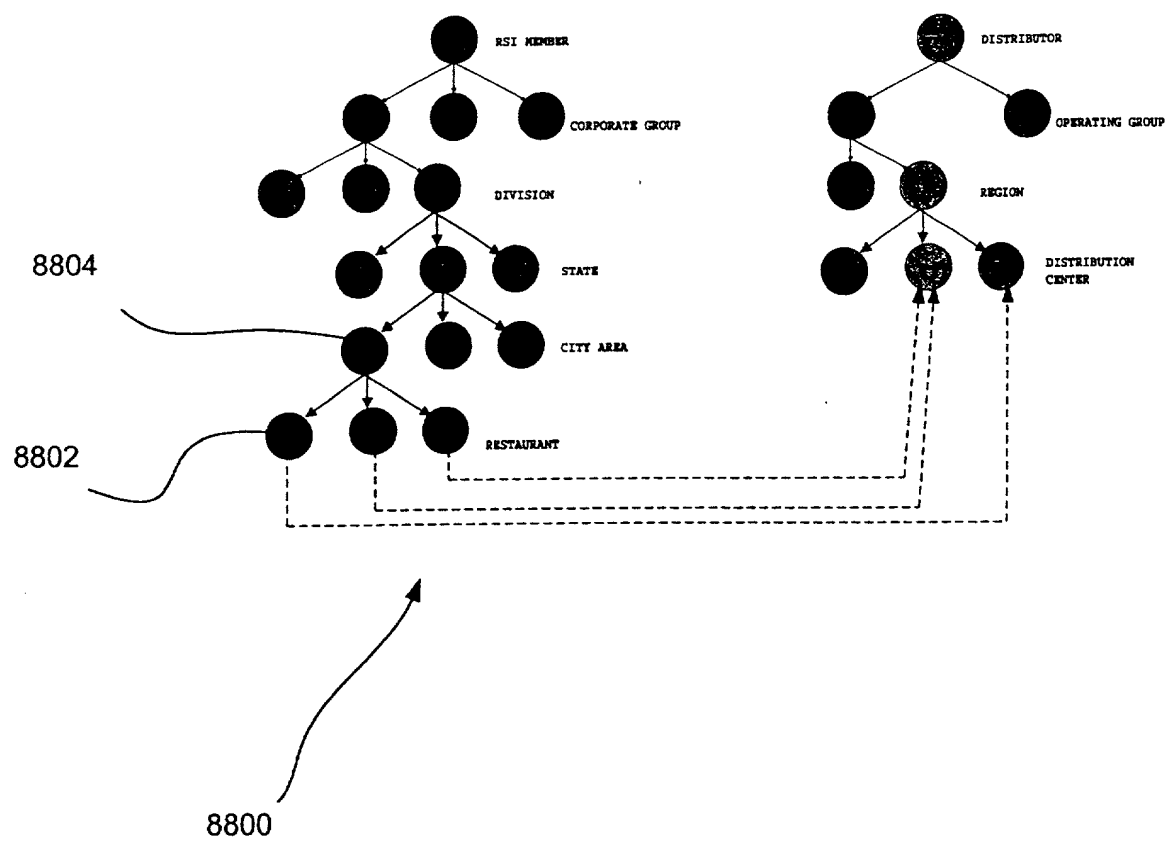 RSI MEMBER
DISTRIBUTOR
CORPORATE GROUP
OPERATING GROUP
DIVISION
REGION
8804
STATE
DISTRIBUTION
CENTER
CITY AREA
8802
RESTAURANT
8800